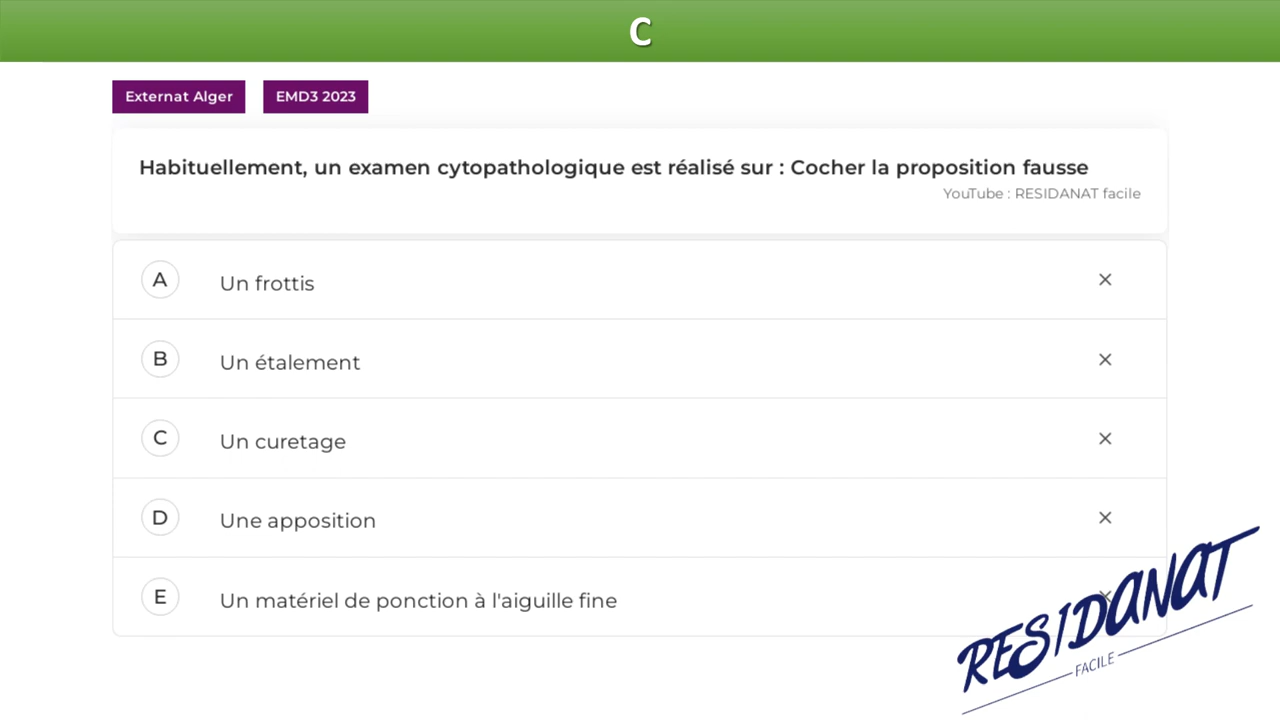 C
Externat Alger
EMD3 2023
Habituellement, un examen cytopathologique est réalisé sur : Cocher la proposition fausse
YouTube : RESIDANAT facile
A
Un frottis
B
Un étalement
C
Un curetage
D
Une apposition
E
Un matériel de ponction à l'aiguille fine
RESIDANAT
FACILE